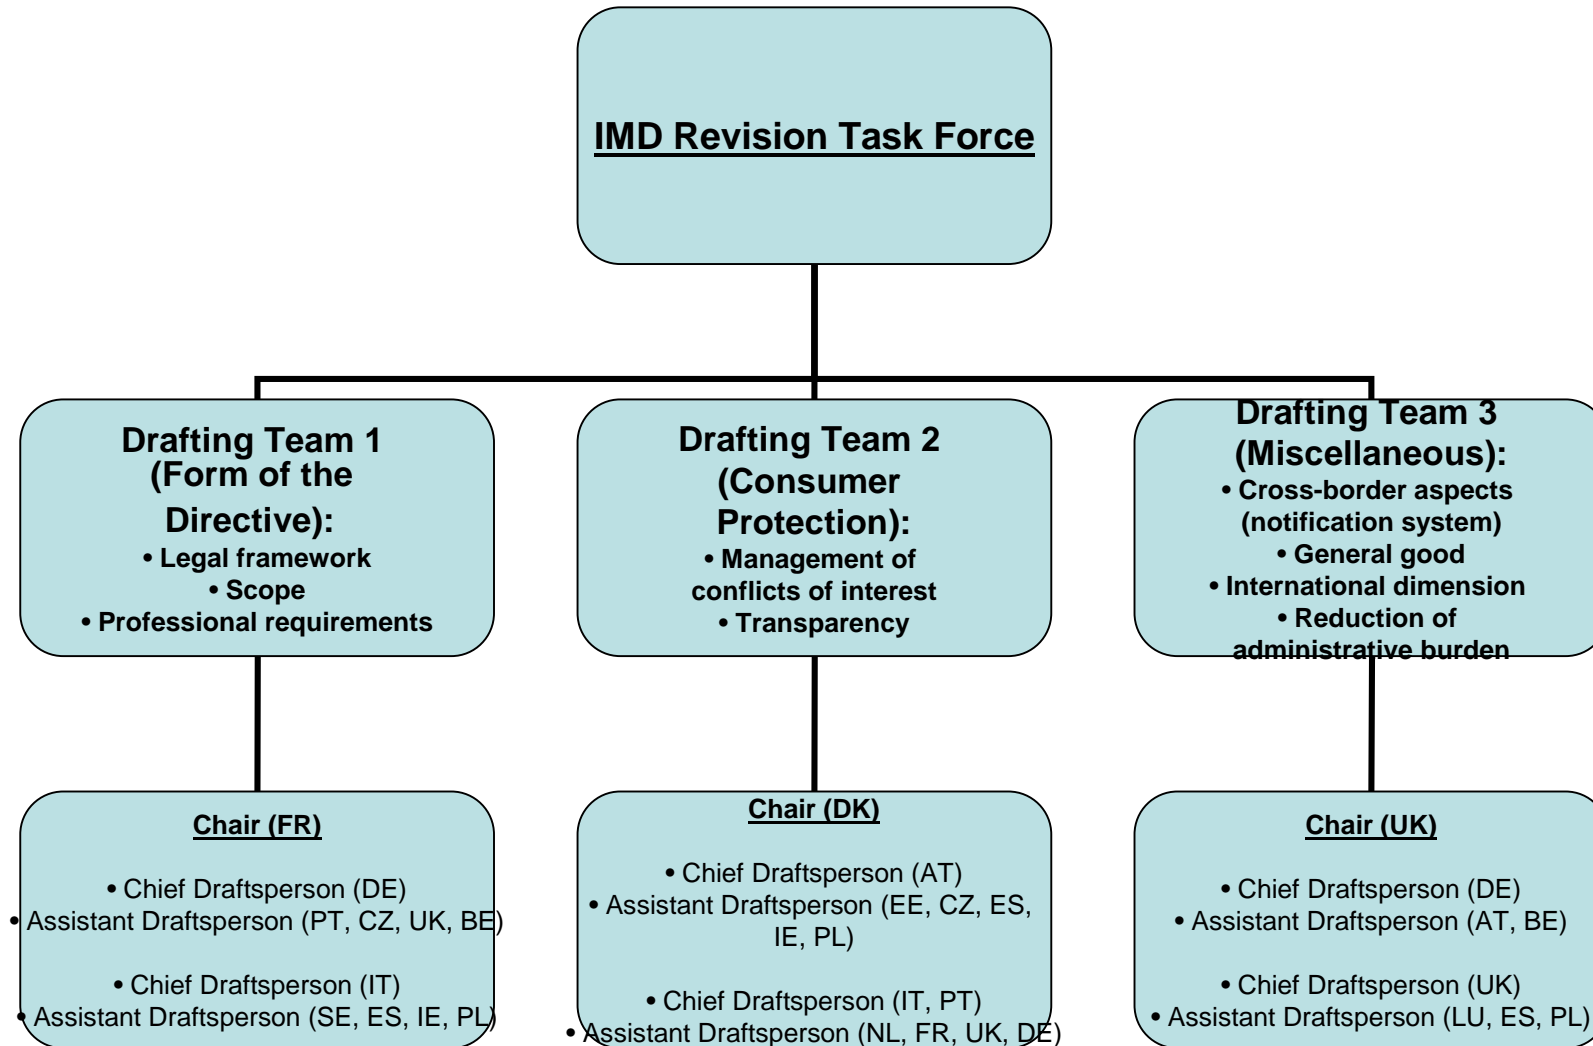 IMD Revision Task Force
Drafting Team 1
(Form of the
Directive):
• Legal framework
• Scope
• Professional requirements
Drafting Team 2
(Consumer
Protection):
• Management of
conflicts of interest
• Transparency
Drafting Team 3
(Miscellaneous):
• Cross-border aspects
(notification system)
• General good
• International dimension
• Reduction of
administrative burden
Chair (FR)
• Chief Draftsperson (DE)
• Assistant Draftsperson (PT, CZ, UK, BE)
• Chief Draftsperson (IT)
• Assistant Draftsperson (SE, ES, IE, PL)
Chair (DK)
• Chief Draftsperson (AT)
• Assistant Draftsperson (EE, CZ, ES,
IE, PL)
• Chief Draftsperson (IT, PT)
• Assistant Draftsperson (NL, FR, UK, DE)
Chair (UK)
• Chief Draftsperson (DE)
• Assistant Draftsperson (AT, BE)
• Chief Draftsperson (UK)
• Assistant Draftsperson (LU, ES, PL)